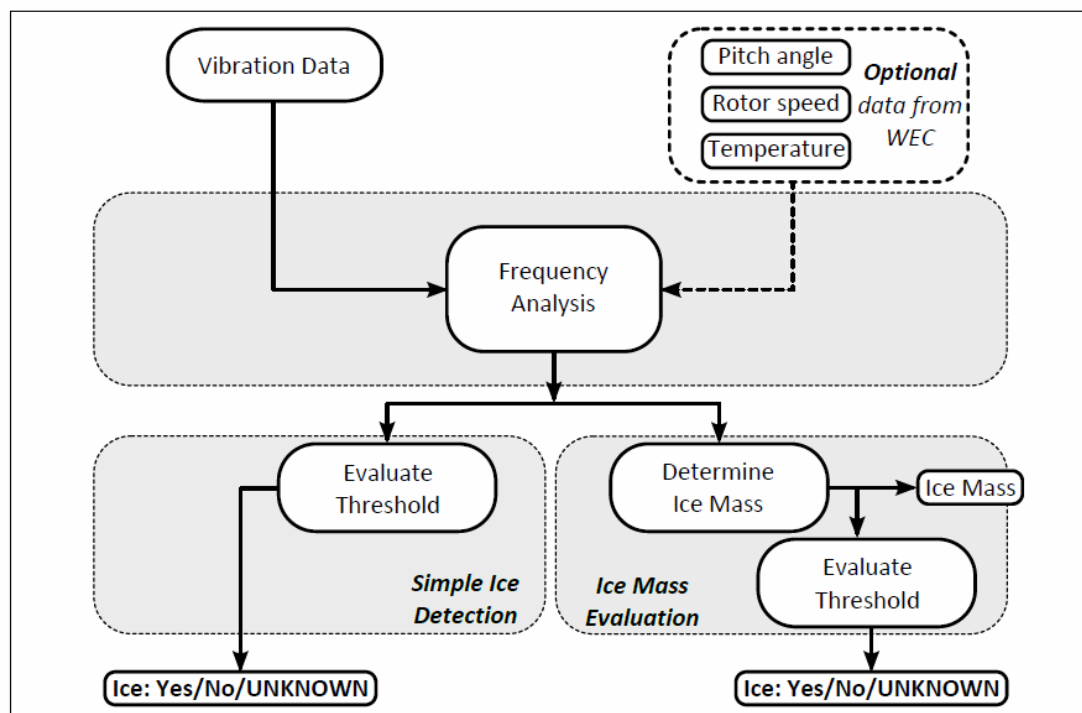 Vibration Data
Pitch angle
Rotor speed
Temperature
Optional
data from
WEC
Frequency
Analysis
Evaluate
Threshold
Simple Ice
Detection
Determine
Ice Mass
Ice Mass
Evaluate
Threshold
Ice Mass
Evaluation
Ice: Yes/No/UNKNOWN
Ice: Yes/No/UNKNOWN